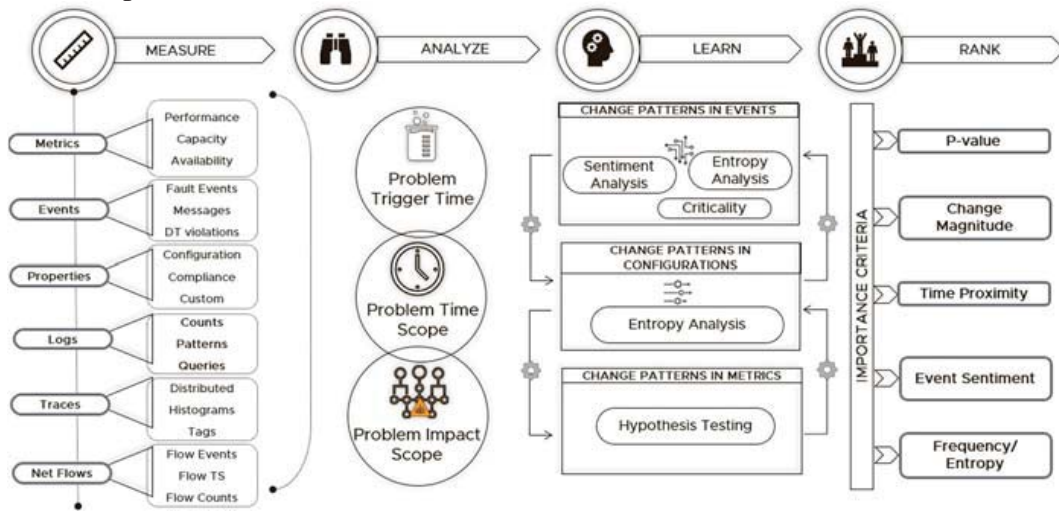 MEASURE
ANALYZE
LEARN
RANK
Metrics
Performance
Capacity
Availability
Events
Fault Events
Messages
DT violations
Properties
Configuration
Compliance
Custom
Logs
Counts
Patterns
Queries
Traces
Distributed
Histograms
Tags
Net Flows
Flow Events
Flow TS
Flow Counts
Problem
Trigger Time
Problem Time
Scope
Problem Impact
Scope
CHANGE PATTERNS IN EVENTS
Sentiment
Analysis
Entropy
Analysis
Criticality
CHANGE PATTERNS IN
CONFIGURATIONS
Entropy Analysis
CHANGE PATTERNS IN METRICS
Hypothesis Testing
IMPORTANCE CRITERIA
P-value
Change
Magnitude
Time Proximity
Event Sentiment
Frequency/
Entropy